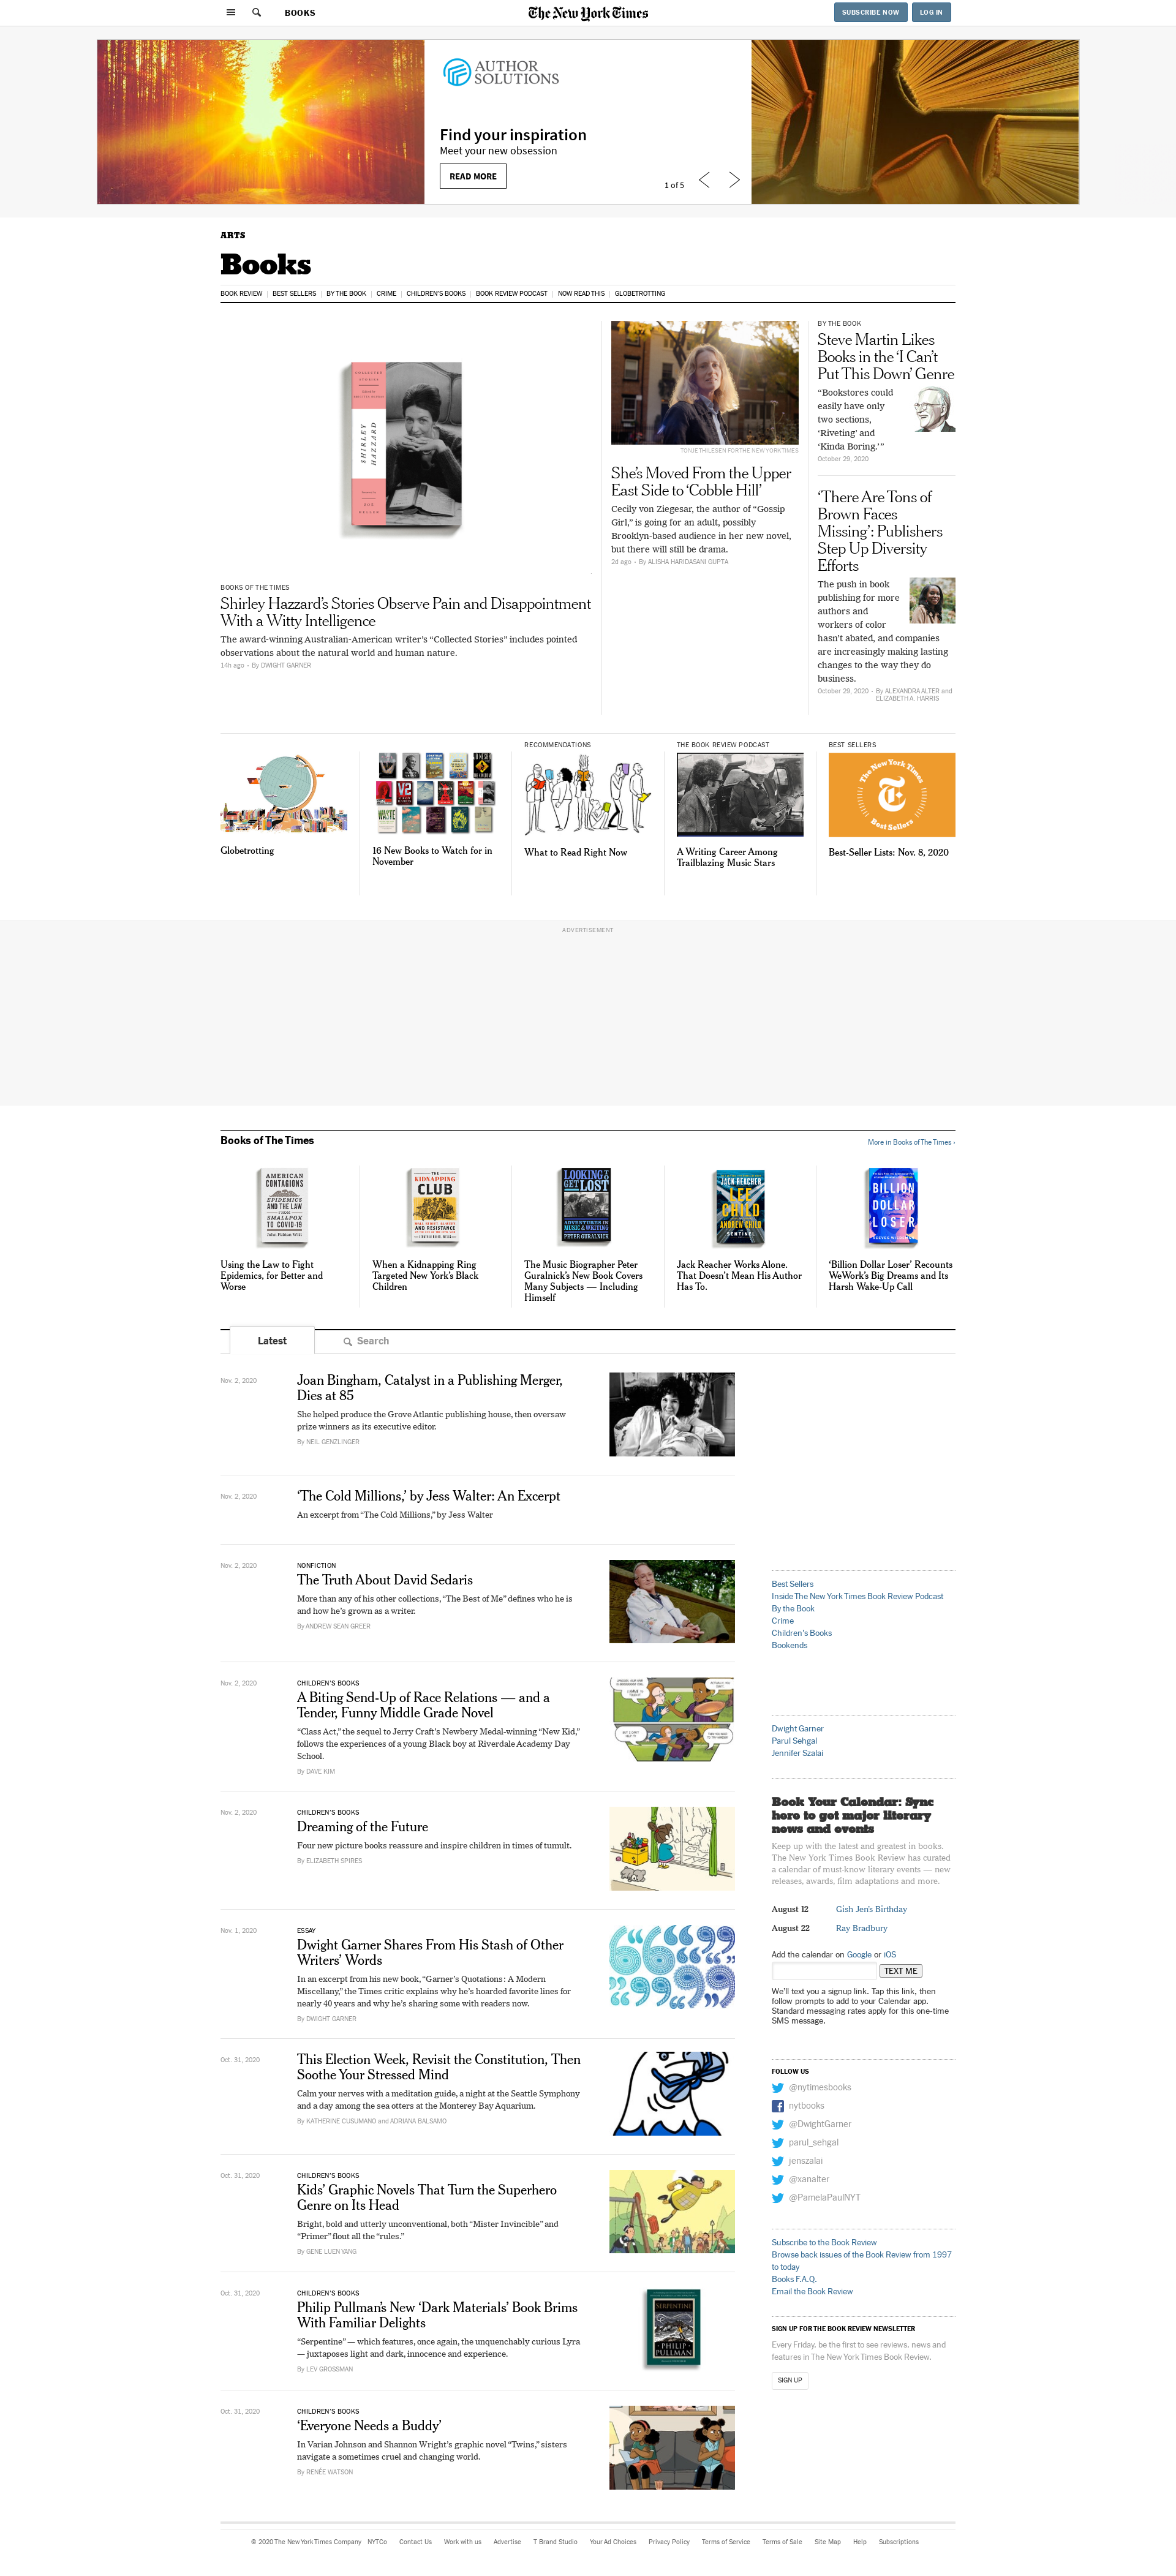 BOOKS
The New York Times
SUBSCRIBE NOW
LOG IN
AUTHOR
SOLUTIONS
Find your inspiration
Meet your new obsession
READ MORE
1 of 5
ARTS
Books
BOOK REVIEW
BEST SELLERS
BY THE BOOK
CRIME
CHILDREN'S BOOKS
BOOK REVIEW PODCAST
NOW READ THIS
GLOBETROTTING
SHIRLEY
HAZZARD
BOOKS OF THE TIMES
Shirley Hazzard’s Stories Observe Pain and Disappointment
With a Witty Intelligence
The award-winning Australian-American writer’s “Collected Stories” includes pointed
observations about the natural world and human nature.
14h ago • By DWIGHT GARNER
TONJE THILESEN FOR THE NEW YORK TIMES
She’s Moved From the Upper
East Side to ‘Cobble Hill’
Cecily von Ziegesar, the author of “Gossip
Girl,” is going for an adult, possibly
Brooklyn-based audience in her new novel,
but there will still be drama.
2d ago • By ALISHA HARIDASANI GUPTA
BY THE BOOK
Steve Martin Likes
Books in the ‘I Can’t
Put This Down’ Genre
“Bookstores could
easily have only
two sections,
‘Riveting’ and
‘Kinda Boring.’”
October 29, 2020
‘There Are Tons of
Brown Faces
Missing’: Publishers
Step Up Diversity
Efforts
The push in book
publishing for more
authors and
workers of color
hasn’t abated, and companies
are increasingly making lasting
changes to the way they do
business.
October 29, 2020 • By ALEXANDRA ALTER and
ELIZABETH A. HARRIS
Globetrotting
16 New Books to Watch for in
November
RECOMMENDATIONS
What to Read Right Now
THE BOOK REVIEW PODCAST
A Writing Career Among
Trailblazing Music Stars
BEST SELLERS
The New York Times
Best Sellers
Best-Seller Lists: Nov. 8, 2020
ADVERTISEMENT
Books of The Times
More in Books of The Times ›
AMERICAN
CONTAGIONS
EPIDEMICS
AND THE LAW
FROM
SMALLPOX
TO COVID-19
John Fabian Witt
Using the Law to Fight
Epidemics, for Better and
Worse
THE
KIDNAPPING
CLUB
When a Kidnapping Ring
Targeted New York’s Black
Children
LOOKING TO
GET LOST
ADVENTURES IN
MUSIC & WRITING
PETER GURALNICK
The Music Biographer Peter
Guralnick’s New Book Covers
Many Subjects — Including
Himself
JACK REACHER
LEE
CHILD
ANDREW CHILD
SENTINEL
Jack Reacher Works Alone.
That Doesn’t Mean His Author
Has To.
BILLION
DOLLAR
LOSER
‘Billion Dollar Loser’ Recounts
WeWork’s Big Dreams and Its
Harsh Wake-Up Call
Latest
Search
Nov. 2, 2020
Joan Bingham, Catalyst in a Publishing Merger,
Dies at 85
She helped produce the Grove Atlantic publishing house, then oversaw
prize winners as its executive editor.
By NEIL GENZLINGER
Nov. 2, 2020
‘The Cold Millions,’ by Jess Walter: An Excerpt
An excerpt from “The Cold Millions,” by Jess Walter
Nov. 2, 2020
NONFICTION
The Truth About David Sedaris
More than any of his other collections, “The Best of Me” defines who he is
and how he’s grown as a writer.
By ANDREW SEAN GREER
Nov. 2, 2020
CHILDREN’S BOOKS
A Biting Send-Up of Race Relations — and a
Tender, Funny Middle Grade Novel
“Class Act,” the sequel to Jerry Craft’s Newbery Medal-winning “New Kid,”
follows the experiences of a young Black boy at Riverdale Academy Day
School.
By DAVE KIM
Nov. 2, 2020
CHILDREN’S BOOKS
Dreaming of the Future
Four new picture books reassure and inspire children in times of tumult.
By ELIZABETH SPIRES
Nov. 1, 2020
ESSAY
Dwight Garner Shares From His Stash of Other
Writers’ Words
In an excerpt from his new book, “Garner’s Quotations: A Modern
Miscellany,” the Times critic explains why he’s hoarded favorite lines for
nearly 40 years and why he’s sharing some with readers now.
By DWIGHT GARNER
Oct. 31, 2020
This Election Week, Revisit the Constitution, Then
Soothe Your Stressed Mind
Calm your nerves with a meditation guide, a night at the Seattle Symphony
and a day among the sea otters at the Monterey Bay Aquarium.
By KATHERINE CUSUMANO and ADRIANA BALSAMO
Oct. 31, 2020
CHILDREN’S BOOKS
Kids’ Graphic Novels That Turn the Superhero
Genre on Its Head
Bright, bold and utterly unconventional, both “Mister Invincible” and
“Primer” flout all the “rules.”
By GENE LUEN YANG
Oct. 31, 2020
CHILDREN’S BOOKS
Philip Pullman’s New ‘Dark Materials’ Book Brims
With Familiar Delights
“Serpentine” — which features, once again, the unquenchably curious Lyra
— juxtaposes light and dark, innocence and experience.
By LEV GROSSMAN
SERPENTINE
PHILIP
PULLMAN
Oct. 31, 2020
CHILDREN’S BOOKS
‘Everyone Needs a Buddy’
In Varian Johnson and Shannon Wright’s graphic novel “Twins,” sisters
navigate a sometimes cruel and changing world.
By RENÉE WATSON
Best Sellers
Inside The New York Times Book Review Podcast
By the Book
Crime
Children's Books
Bookends
Dwight Garner
Parul Sehgal
Jennifer Szalai
Book Your Calendar: Sync
here to get major literary
news and events
Keep up with the latest and greatest in books.
The New York Times Book Review has curated
a calendar of must-know literary events — new
releases, awards, film adaptations and more.
August 12 Gish Jen’s Birthday
August 22 Ray Bradbury
Add the calendar on Google or iOS
TEXT ME
We’ll text you a signup link. Tap this link, then
follow prompts to add to your Calendar app.
Standard messaging rates apply for this one-time
SMS message.
FOLLOW US
@nytimesbooks
nytbooks
@DwightGarner
parul_sehgal
jenszalai
@xanalter
@PamelaPaulNYT
Subscribe to the Book Review
Browse back issues of the Book Review from 1997
to today
Books F.A.Q.
Email the Book Review
SIGN UP FOR THE BOOK REVIEW NEWSLETTER
Every Friday, be the first to see reviews, news and
features in The New York Times Book Review.
SIGN UP
© 2020 The New York Times Company NYTCo Contact Us Work with us Advertise T Brand Studio Your Ad Choices Privacy Policy Terms of Service Terms of Sale Site Map Help Subscriptions